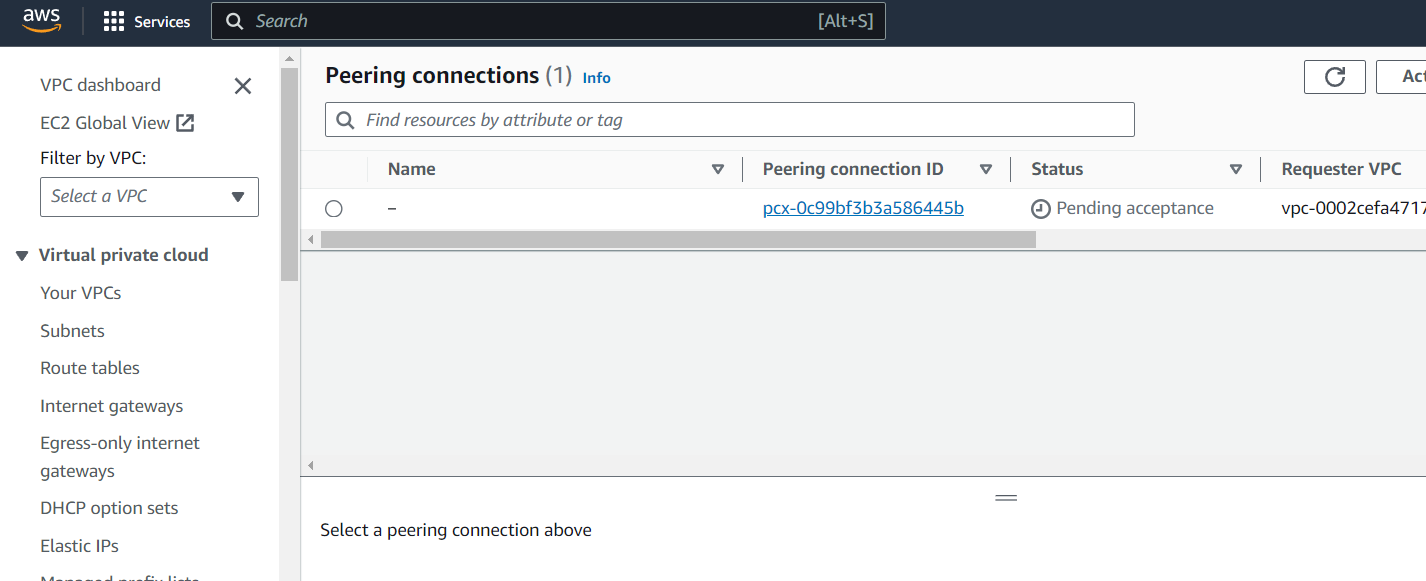 aws
Services
Search [Alt+S]
VPC dashboard
EC2 Global View
Filter by VPC:
Select a VPC
Virtual private cloud
Your VPCs
Subnets
Route tables
Internet gateways
Egress-only internet
gateways
DHCP option sets
Elastic IPs
Managed prefix lists
Peering connections (1) Info
Act
Find resources by attribute or tag
Name Peering connection ID Status Requester VPC
– pcx-0c99bf3b3a586445b Pending acceptance vpc-0002cefa4717
Select a peering connection above